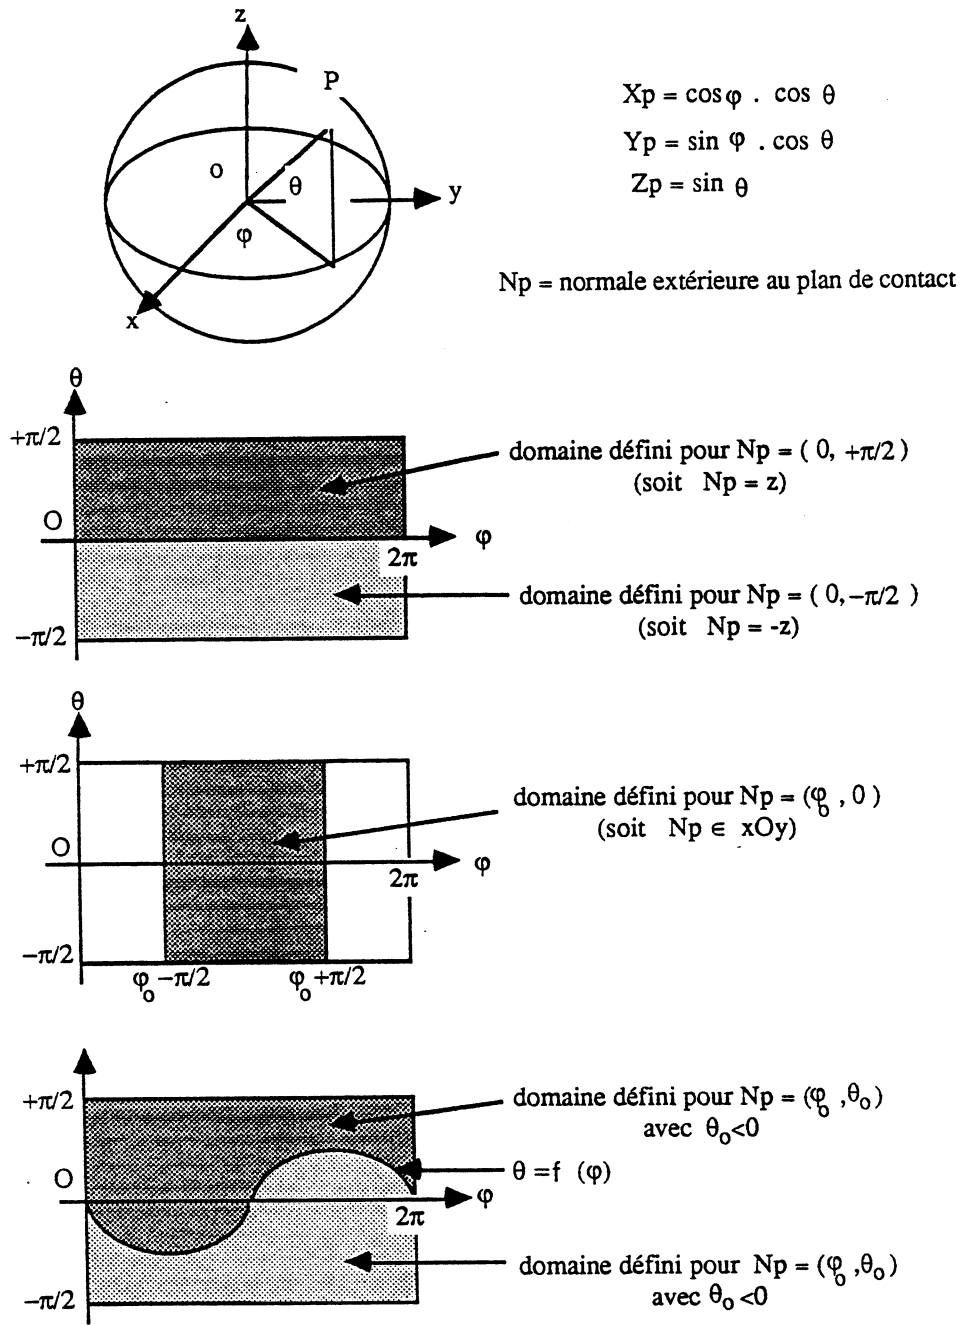 z
P
o
θ
y
φ
x
Xp = cos φ . cos θ
Yp = sin φ . cos θ
Zp = sin θ
Np = normale extérieure au plan de contact
θ
+π/2
O
φ
2π
−π/2
domaine défini pour Np = ( 0, +π/2 )
(soit Np = z)
domaine défini pour Np = ( 0,−π/2 )
(soit Np = -z)
θ
+π/2
O
φ
2π
−π/2
φo −π/2
φo +π/2
domaine défini pour Np = (φo , 0 )
(soit Np ∈ xOy)
+π/2
O
φ
2π
−π/2
domaine défini pour Np = (φo ,θo)
avec θo<0
θ = f (φ)
domaine défini pour Np = (φo ,θo)
avec θo <0